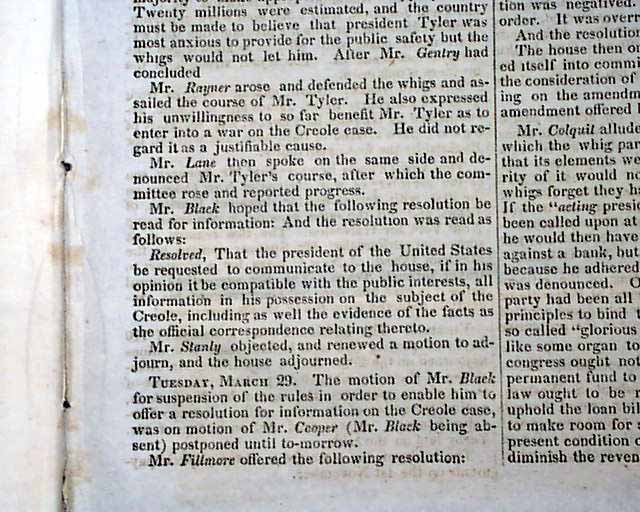 Twenty millions were estimated, and the country
must be made to believe that president Tyler was
most anxious to provide for the public safety but the
whigs would not let him. After Mr. Gentry had
concluded
Mr. Rayner arose and defended the whigs and as-
sailed the course of Mr. Tyler. He also expressed
his unwillingness to so far benefit Mr. Tyler as to
enter into a war on the Creole case. He did not re-
gard it as a justifiable cause.
Mr. Lane then spoke on the same side and de-
nounced Mr. Tyler's course, after which the com-
mittee rose and reported progress.
Mr. Black hoped that the following resolution be
read for information: And the resolution was read as
follows:
Resolved, That the president of the United States
be requested to communicate to the house, if in his
opinion it be compatible with the public interests, all
information in his possession on the subject of the
Creole, including as well the evidence of the facts as
the official correspondence relating thereto.
Mr. Stanly objected, and renewed a motion to ad-
journ, and the house adjourned.
TUESDAY, MARCH 29. The motion of Mr. Black
for suspension of the rules in order to enable him to
offer a resolution for information on the Creole case,
was on motion of Mr. Cooper (Mr. Black being ab-
sent) postponed until to-morrow.
Mr. Fillmore offered the following resolution:
tion was negatived.
order. It was over
And the resolution
The house then
ed itself into commi
the consideration of
ing on the amendm
amendment offered
Mr. Colquit allude
which the whig par
that its elements we
rity of it would no
whigs forget they h
If the "acting presi
been called upon at
he would then have
against a bank, but
because he adhered
was denounced.
party had been all
principles to bind t
so called "glorious
like some organ to
congress ought not
permanent fund to
law ought to be r
uphold the loan bil
to make room for
present condition o
diminish the reven